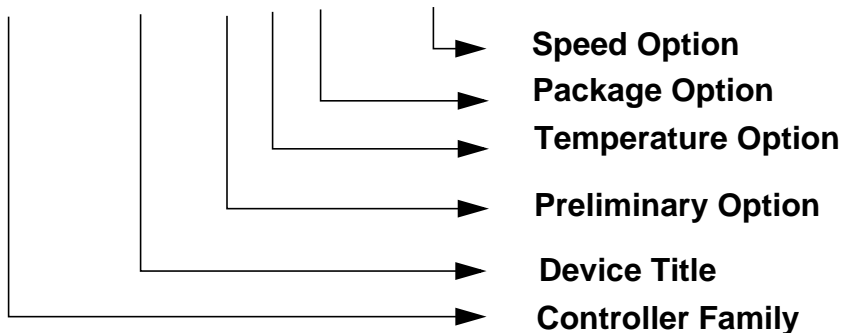 Speed Option
Package Option
Temperature Option
Preliminary Option
Device Title
Controller Family